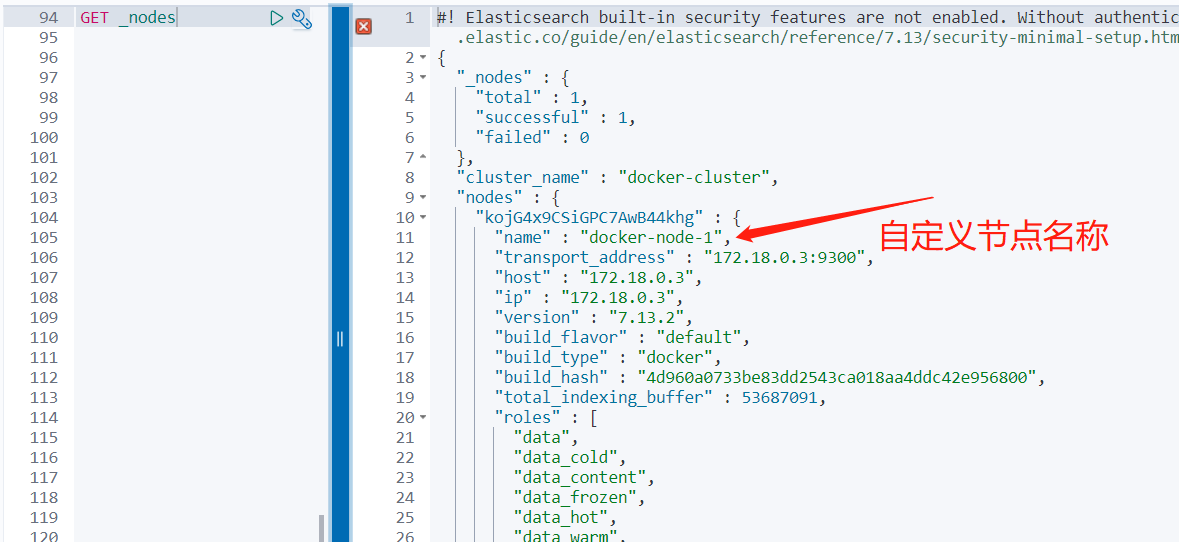 94 GET _nodes
95
96
97
98
99
100
101
102
103
104
105
106
107
108
109
110
111
112
113
114
115
116
117
118
119
120
1 #! Elasticsearch built-in security features are not enabled. Without authentic
.elastic.co/guide/en/elasticsearch/reference/7.13/security-minimal-setup.htm
2 {
3 "_nodes" : {
4 "total" : 1,
5 "successful" : 1,
6 "failed" : 0
7 },
8 "cluster_name" : "docker-cluster",
9 "nodes" : {
10 "kojG4x9CSiGPC7AwB44khg" : {
11 "name" : "docker-node-1", 自定义节点名称
12 "transport_address" : "172.18.0.3:9300",
13 "host" : "172.18.0.3",
14 "ip" : "172.18.0.3",
15 "version" : "7.13.2",
16 "build_flavor" : "default",
17 "build_type" : "docker",
18 "build_hash" : "4d960a0733be83dd2543ca018aa4ddc42e956800",
19 "total_indexing_buffer" : 53687091,
20 "roles" : [
21 "data",
22 "data_cold",
23 "data_content",
24 "data_frozen",
25 "data_hot",
26 "data_warm",